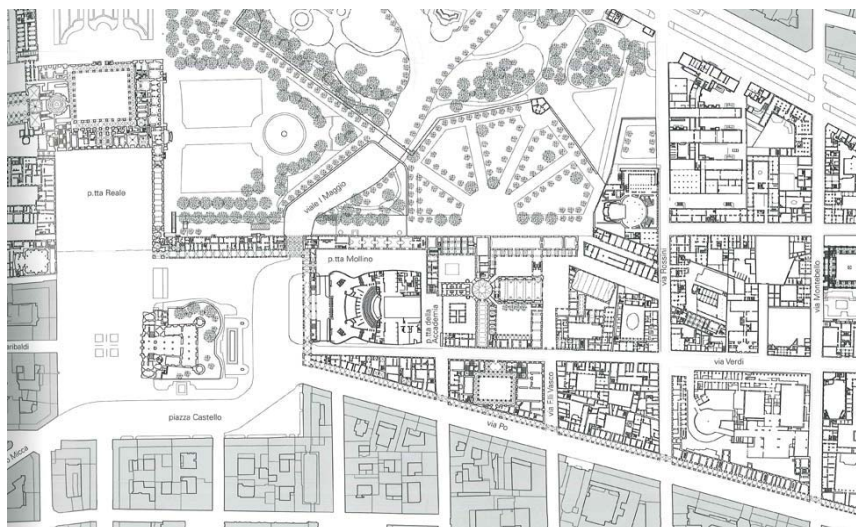 p.tta Reale
viale I Maggio
p.tta Mollino
p.tta della
Accademia
via Rossini
via Montebello
aribaldi
via Verdi
piazza Castello
via F.lli Vasco
via Po
Micca